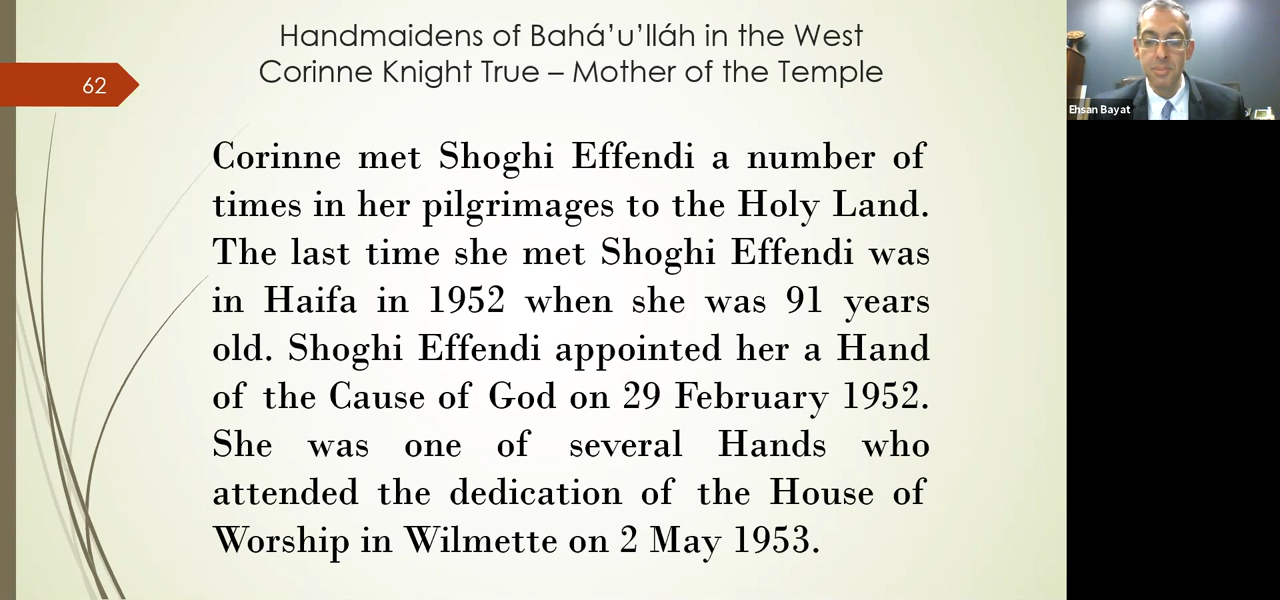 Handmaidens of Bahá’u’lláh in the West
Corinne Knight True – Mother of the Temple
62
Corinne met Shoghi Effendi a number of
times in her pilgrimages to the Holy Land.
The last time she met Shoghi Effendi was
in Haifa in 1952 when she was 91 years
old. Shoghi Effendi appointed her a Hand
of the Cause of God on 29 February 1952.
She was one of several Hands who
attended the dedication of the House of
Worship in Wilmette on 2 May 1953.
Ehsan Bayat